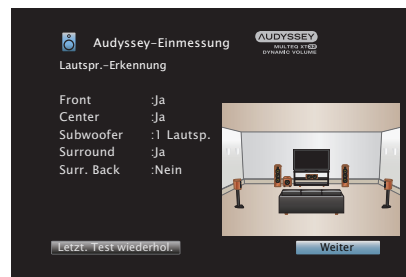 Audyssey-Einmessung
AUDYSSEY
MULTEQ XT32
DYNAMIC VOLUME
Lautspr.-Erkennung
Front :Ja
Center :Ja
Subwoofer :1 Lautsp.
Surround :Ja
Surr. Back :Nein
Letzt. Test wiederhol.
Weiter